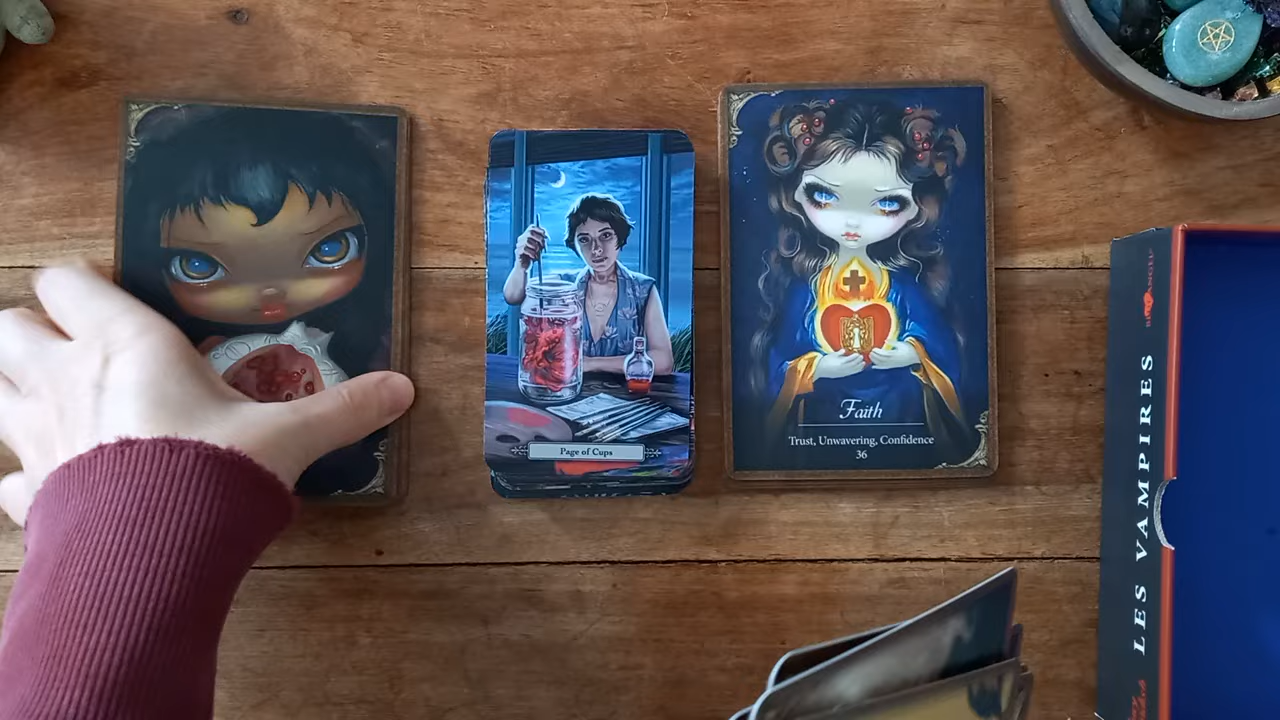 Page of Cups
Faith
Trust, Unwavering, Confidence
36
LES VAMPIRES